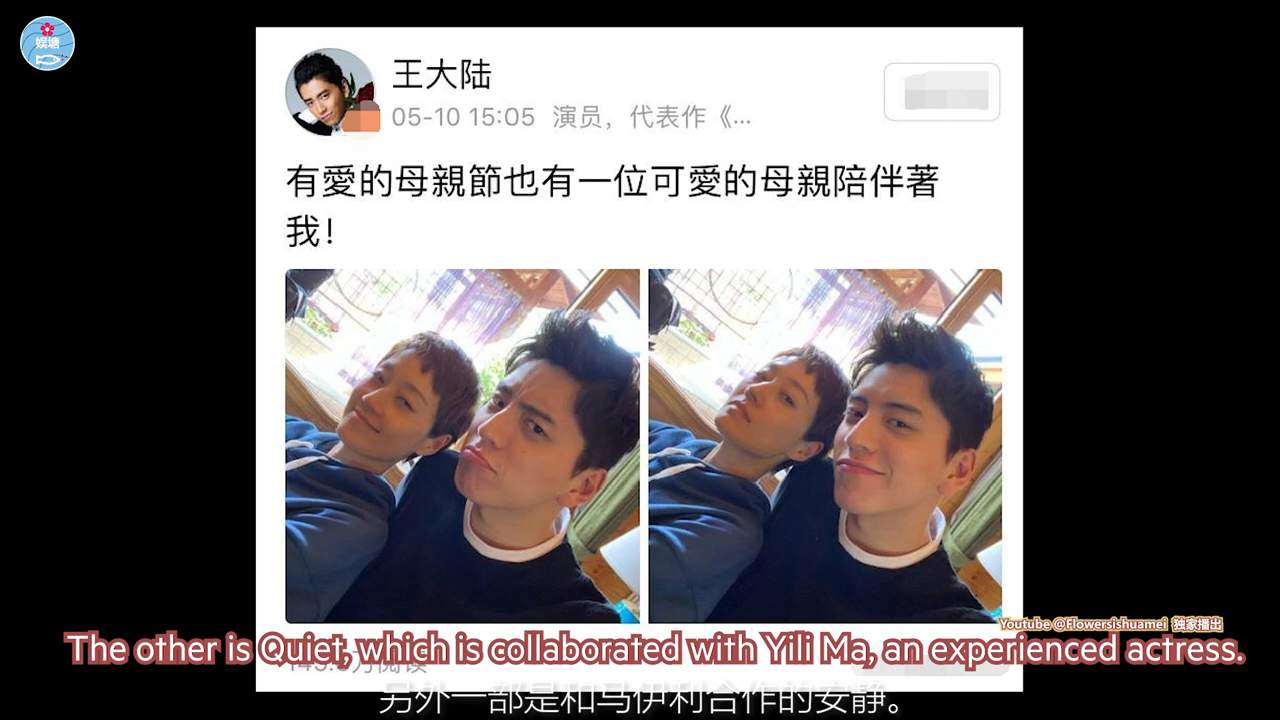 娱塘
王大陆
05-10 15:05 演员，代表作《...
有愛的母親節也有一位可愛的母親陪伴著
我！
Youtube @Flowersishuamei 独家播出
The other is Quiet, which is collaborated with Yili Ma, an experienced actress.
另外一部是和马伊利合作的安静。